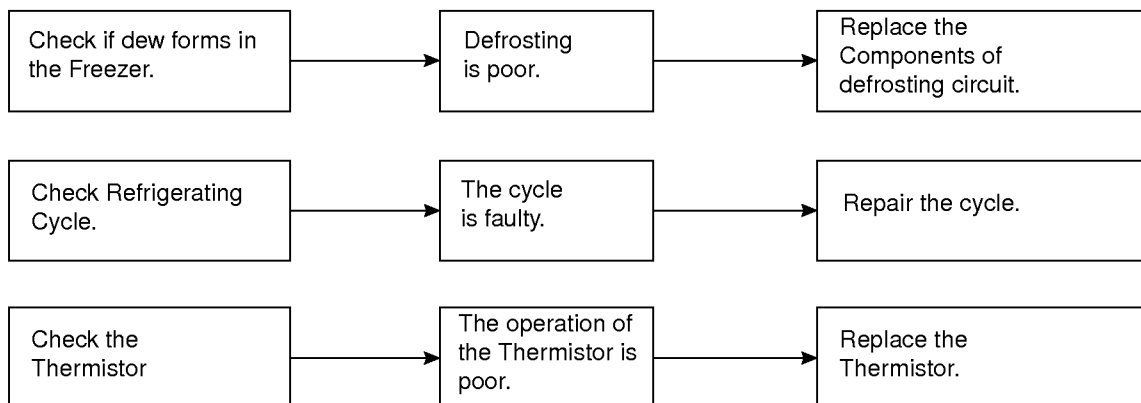 Check if dew forms in
the Freezer.
Defrosting
is poor.
Replace the
Components of
defrosting circuit.
Check Refrigerating
Cycle.
The cycle
is faulty.
Repair the cycle.
Check the
Thermistor
The operation of
the Thermistor is
poor.
Replace the
Thermistor.